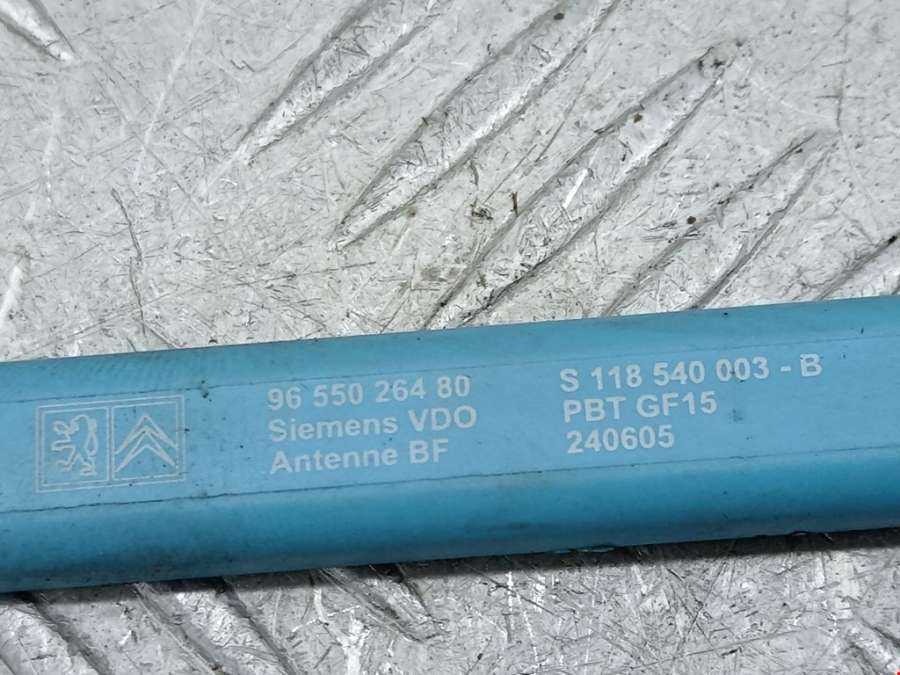 96 550 264 80
Siemens VDO
Antenne BF
S 118 540 003 - B
PBT GF15
240605